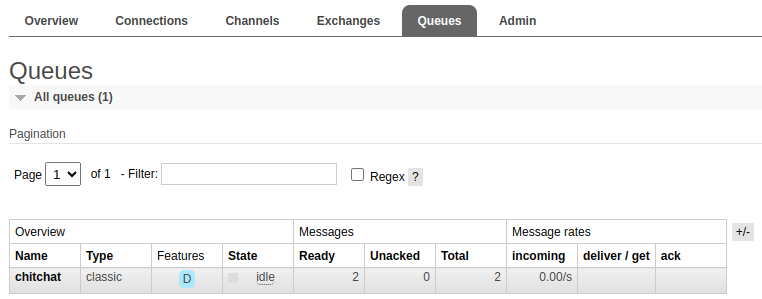 Overview Connections Channels Exchanges Queues Admin
Queues
All queues (1)
Pagination
Page 1 of 1 - Filter: Regex ?
Overview Messages Message rates +/-
Name Type Features State Ready Unacked Total incoming deliver / get ack
chitchat classic D idle 2 0 2 0.00/s